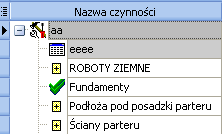 Nazwa czynności
aa
eeee
ROBOTY ZIEMNE
Fundamenty
Podłoża pod posadzki parteru
Ściany parteru